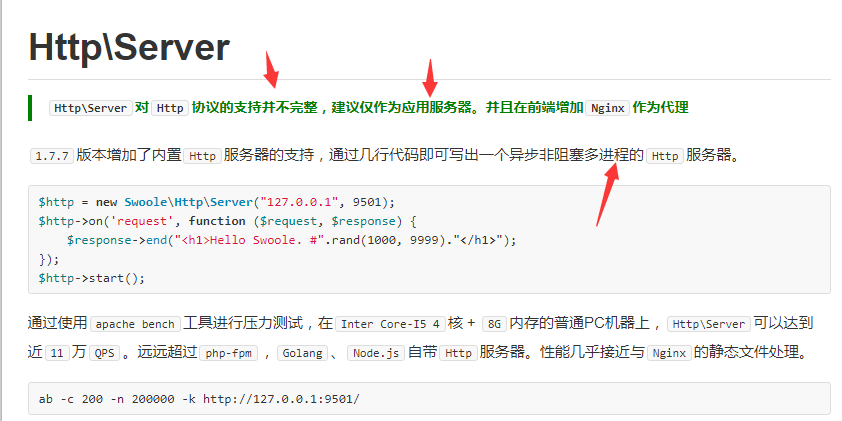 Http\Server
Http\Server 对 Http 协议的支持并不完整，建议仅作为应用服务器。并且在前端增加 Nginx 作为代理
1.7.7 版本增加了内置 Http 服务器的支持，通过几行代码即可写出一个异步非阻塞多进程的 Http 服务器。
$http = new Swoole\Http\Server("127.0.0.1", 9501);
$http->on('request', function ($request, $response) {
    $response->end("<h1>Hello Swoole. #".rand(1000, 9999)."</h1>");
});
$http->start();
通过使用 apache bench 工具进行压力测试，在 Inter Core-I5 4 核 + 8G 内存的普通PC机器上， Http\Server 可以达到
近 11 万 QPS 。远远超过 php-fpm ， Golang 、 Node.js 自带 Http 服务器。性能几乎接近与 Nginx 的静态文件处理。
ab -c 200 -n 200000 -k http://127.0.0.1:9501/